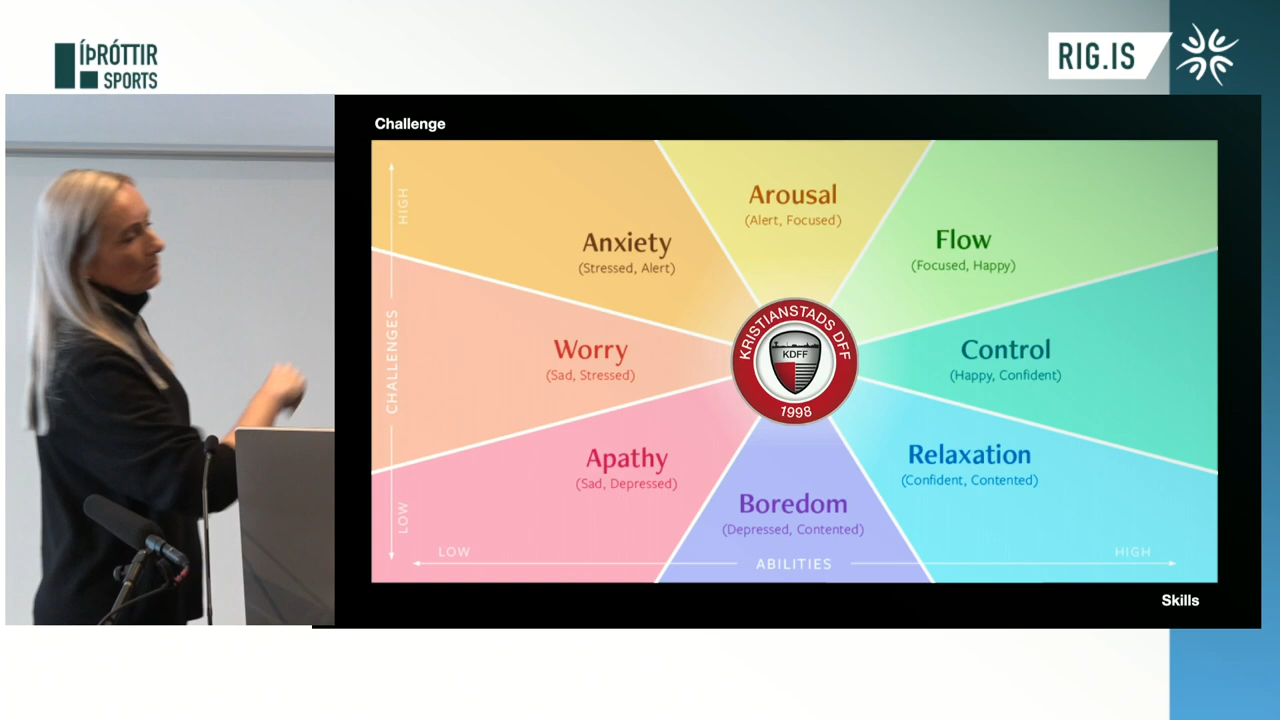 ÍÞRÓTTIR
SPORTS
RIG.IS
Challenge
HIGH
Arousal
(Alert, Focused)
Anxiety
(Stressed, Alert)
Flow
(Focused, Happy)
CHALLENGES
Worry
(Sad, Stressed)
KRISTIANSTADS DFF
KDFF
1998
Control
(Happy, Confident)
Apathy
(Sad, Depressed)
Relaxation
(Confident, Contented)
Boredom
(Depressed, Contented)
LOW
LOW
ABILITIES
HIGH
Skills